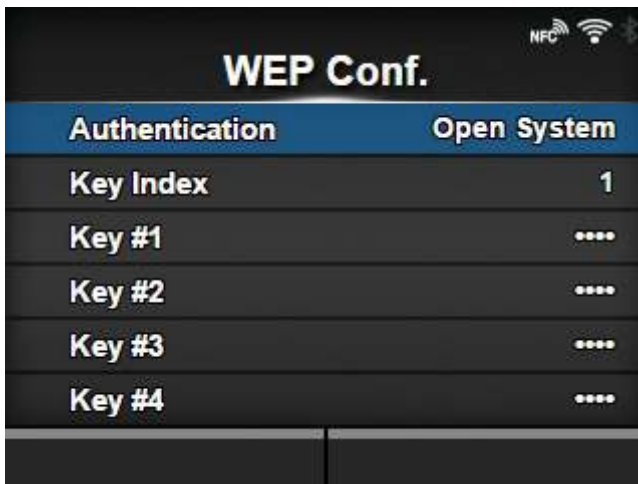 NFC
WEP Conf.
Authentication Open System
Key Index 1
Key #1 ••••
Key #2 ••••
Key #3 ••••
Key #4 ••••